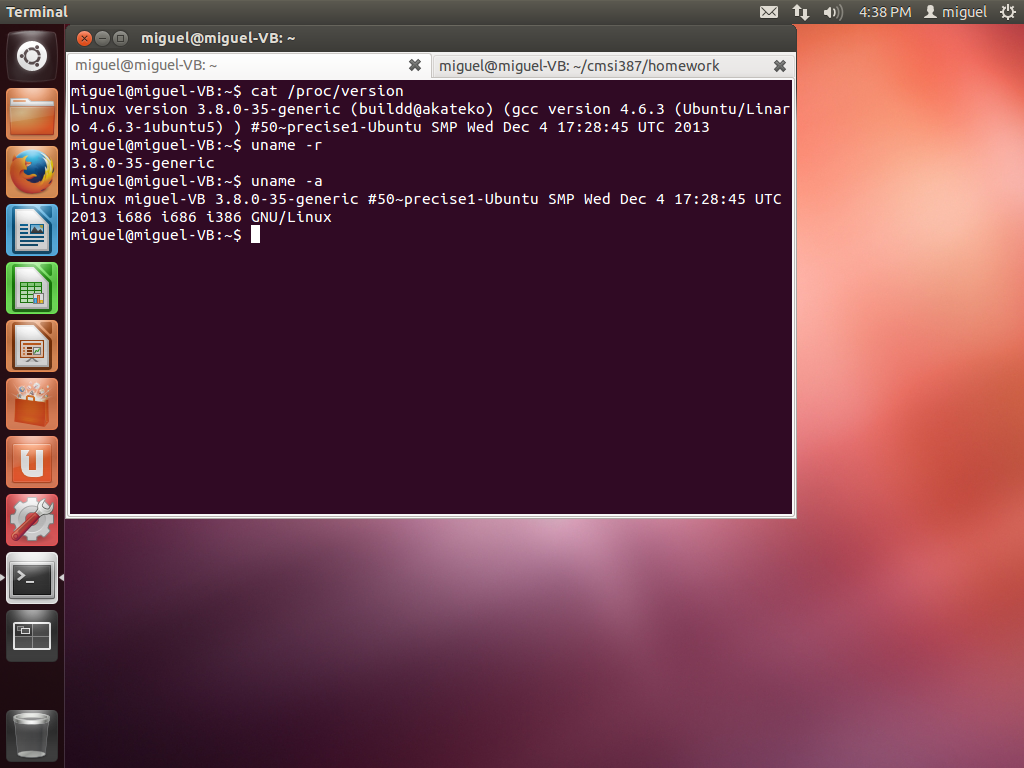 Terminal
4:38 PM miguel
miguel@miguel-VB: ~
miguel@miguel-VB: ~
miguel@miguel-VB: ~/cmsi387/homework
miguel@miguel-VB:~$ cat /proc/version
Linux version 3.8.0-35-generic (buildd@akateko) (gcc version 4.6.3 (Ubuntu/Linar
o 4.6.3-1ubuntu5) ) #50~precise1-Ubuntu SMP Wed Dec 4 17:28:45 UTC 2013
miguel@miguel-VB:~$ uname -r
3.8.0-35-generic
miguel@miguel-VB:~$ uname -a
Linux miguel-VB 3.8.0-35-generic #50~precise1-Ubuntu SMP Wed Dec 4 17:28:45 UTC
2013 i686 i686 i386 GNU/Linux
miguel@miguel-VB:~$